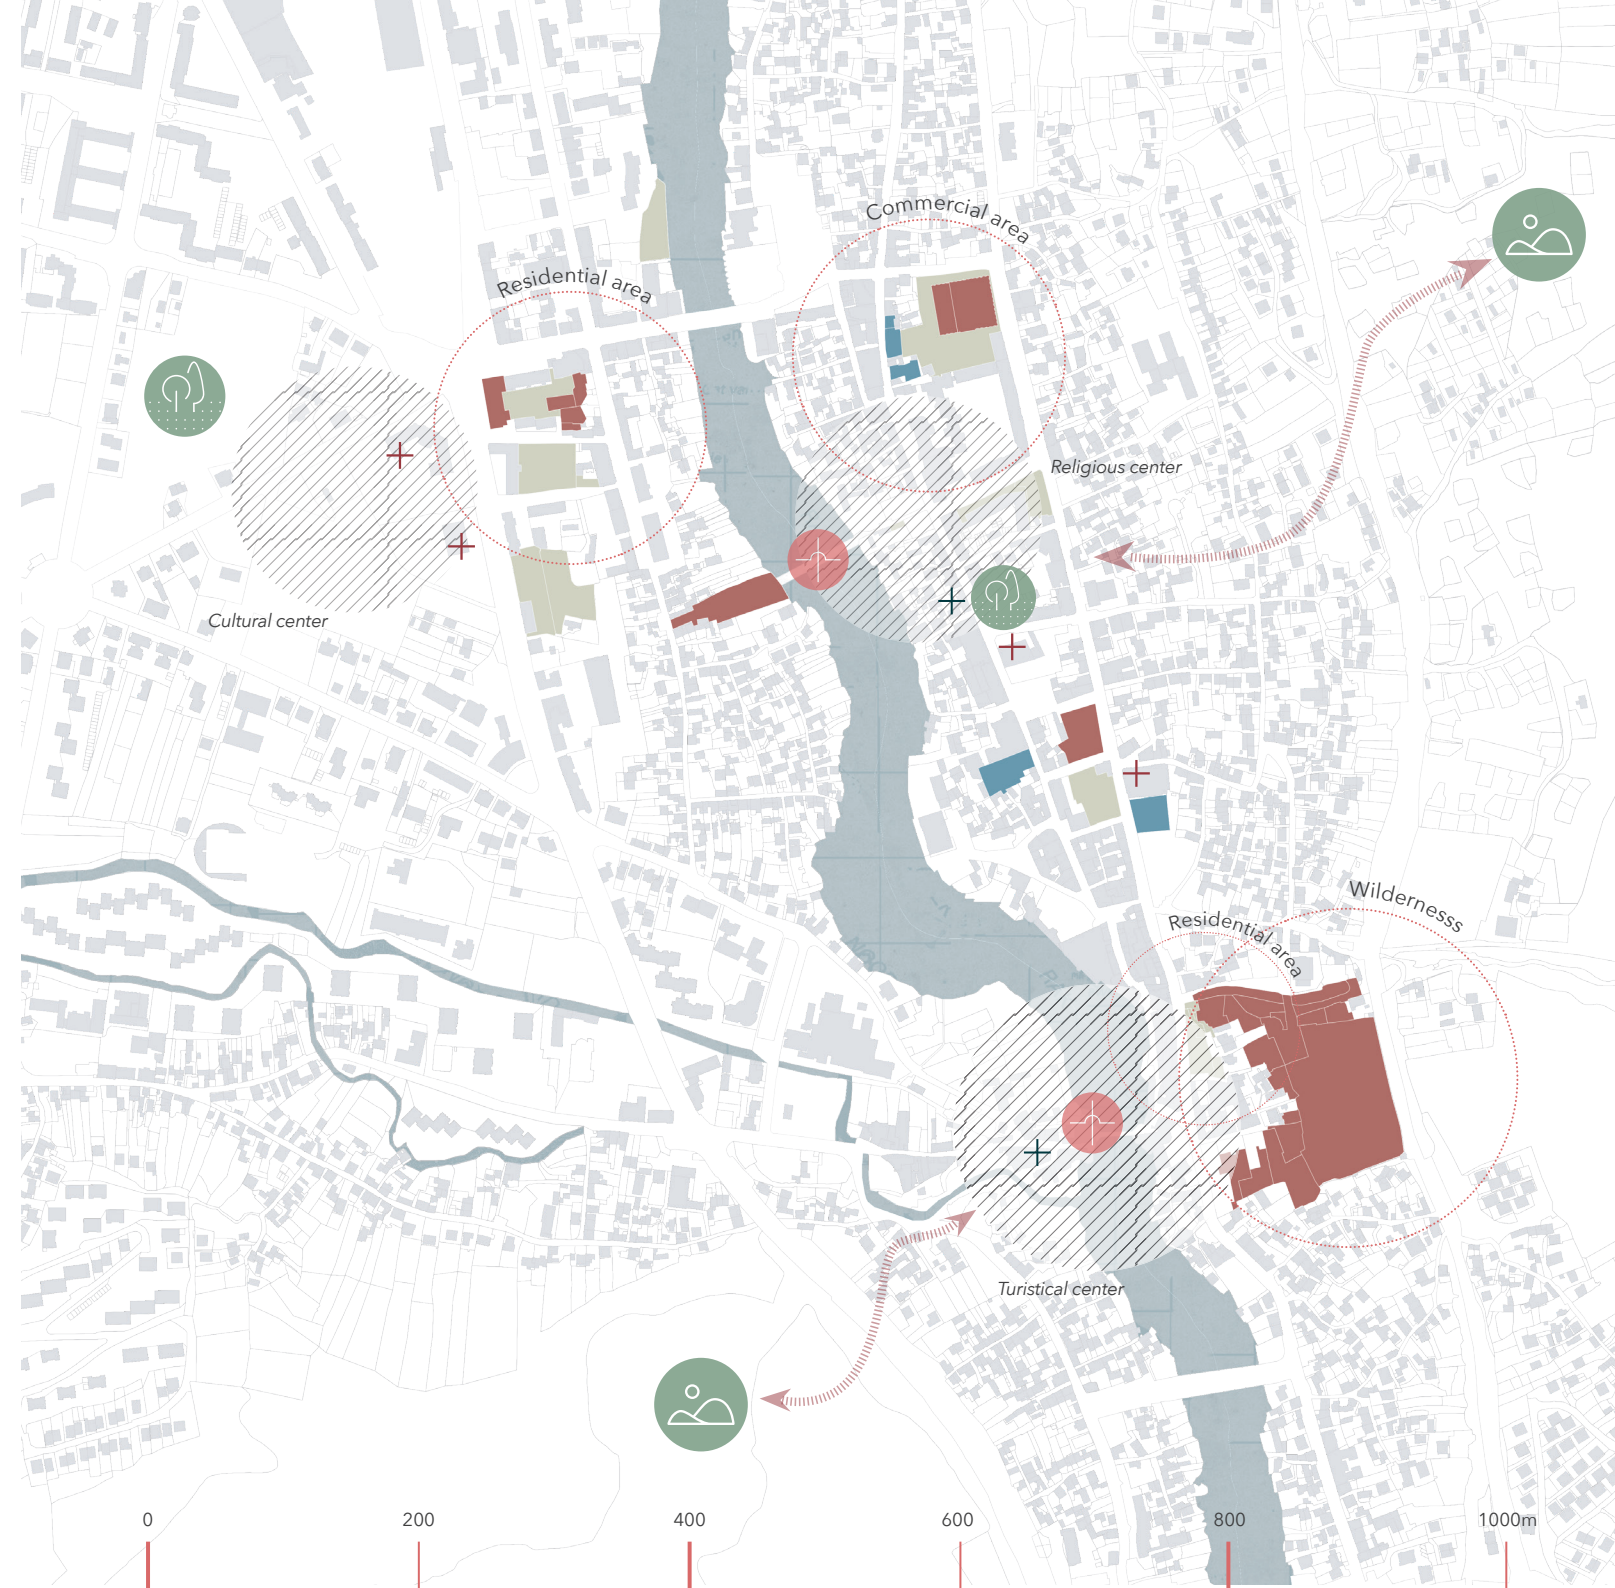 Commercial area
Residential area
Religious center
Cultural center
Wildernesss
Residential area
Turistical center
0
200
400
600
800
1000m